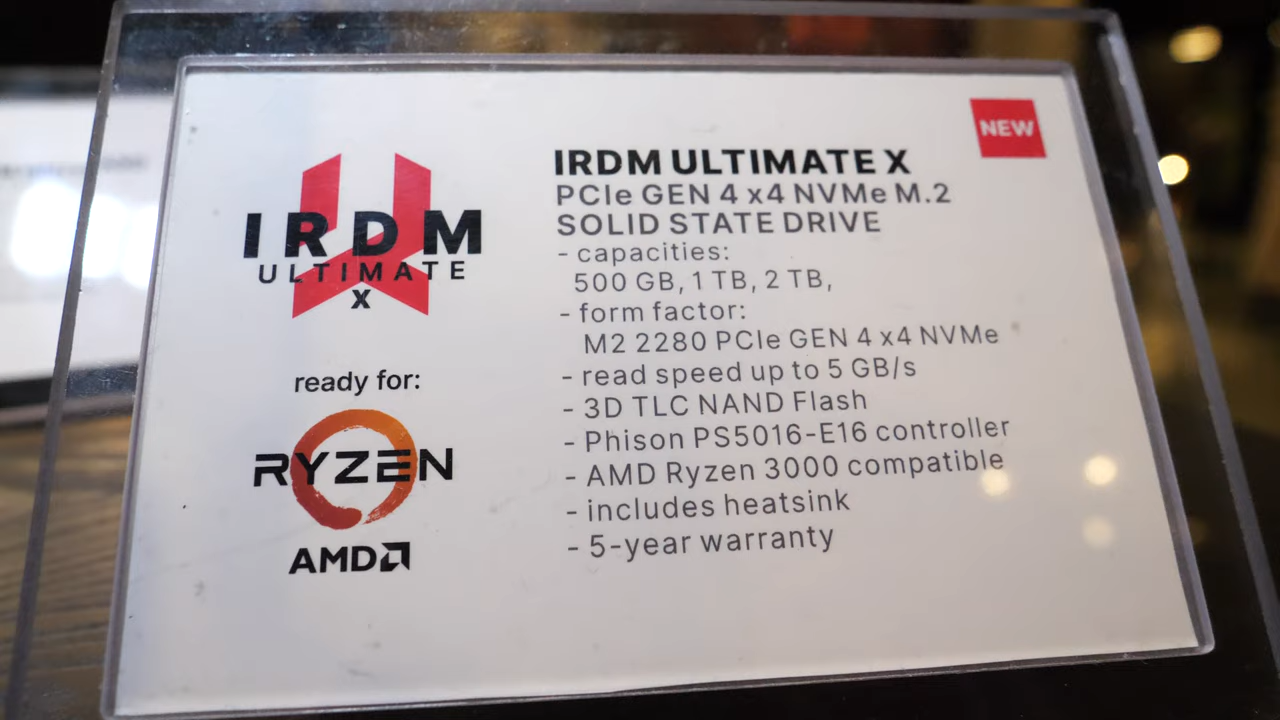 NEW
IRDM
ULTIMATE
X
ready for:
RYZEN
AMD
IRDM ULTIMATE X
PCIe GEN 4 x4 NVMe M.2
SOLID STATE DRIVE
- capacities:
500 GB, 1 TB, 2 TB,
- form factor:
M2 2280 PCIe GEN 4 x4 NVMe
- read speed up to 5 GB/s
- 3D TLC NAND Flash
- Phison PS5016-E16 controller
- AMD Ryzen 3000 compatible
- includes heatsink
- 5-year warranty